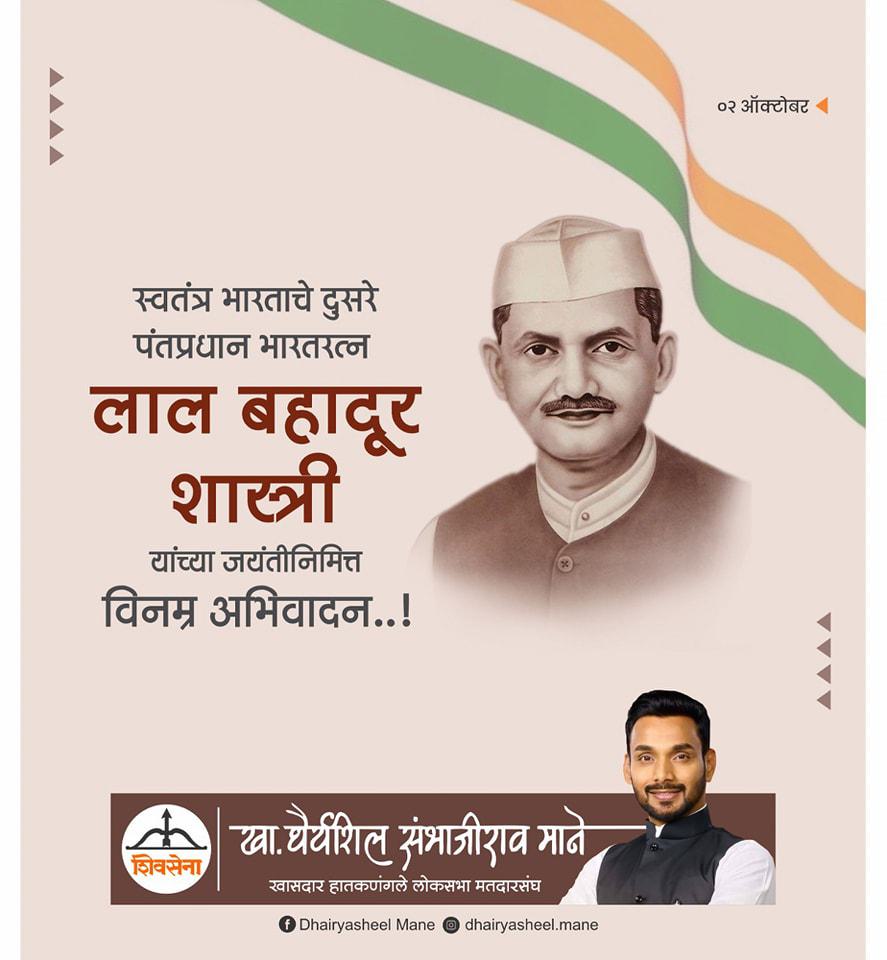 ०२ ऑक्टोबर
स्वतंत्र भारताचे दुसरे
पंतप्रधान भारतरत्न
लाल बहादूर
शास्त्री
यांच्या जयंतीनिमित्त
विनम्र अभिवादन..!
शिवसेना
खा. धैर्यशिल संभाजीराव माने
खासदार हातकणंगले लोकसभा मतदारसंघ
Dhairyasheel Mane dhairyasheel.mane